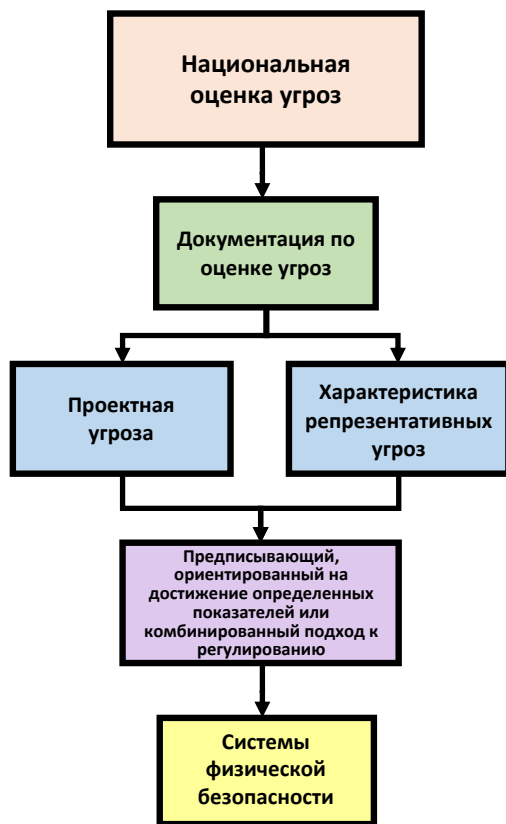 Национальная
оценка угроз
Документация по
оценке угроз
Проектная
угроза
Характеристика
репрезентативных
угроз
Предписывающий,
ориентированный на
достижение определенных
показателей или
комбинированный подход к
регулированию
Системы
физической
безопасности